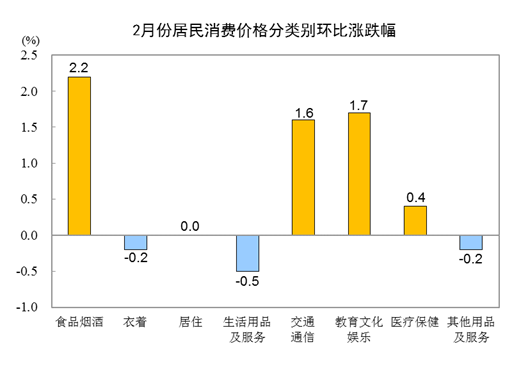 2月份居民消费价格分类别环比涨跌幅
(%)
2.5
2.0
1.5
1.0
0.5
0.0
-0.5
-1.0
2.2
-0.2
0.0
-0.5
1.6
1.7
0.4
-0.2
食品烟酒
衣着
居住
生活用品
及服务
交通
通信
教育文化
娱乐
医疗保健
其他用品
及服务